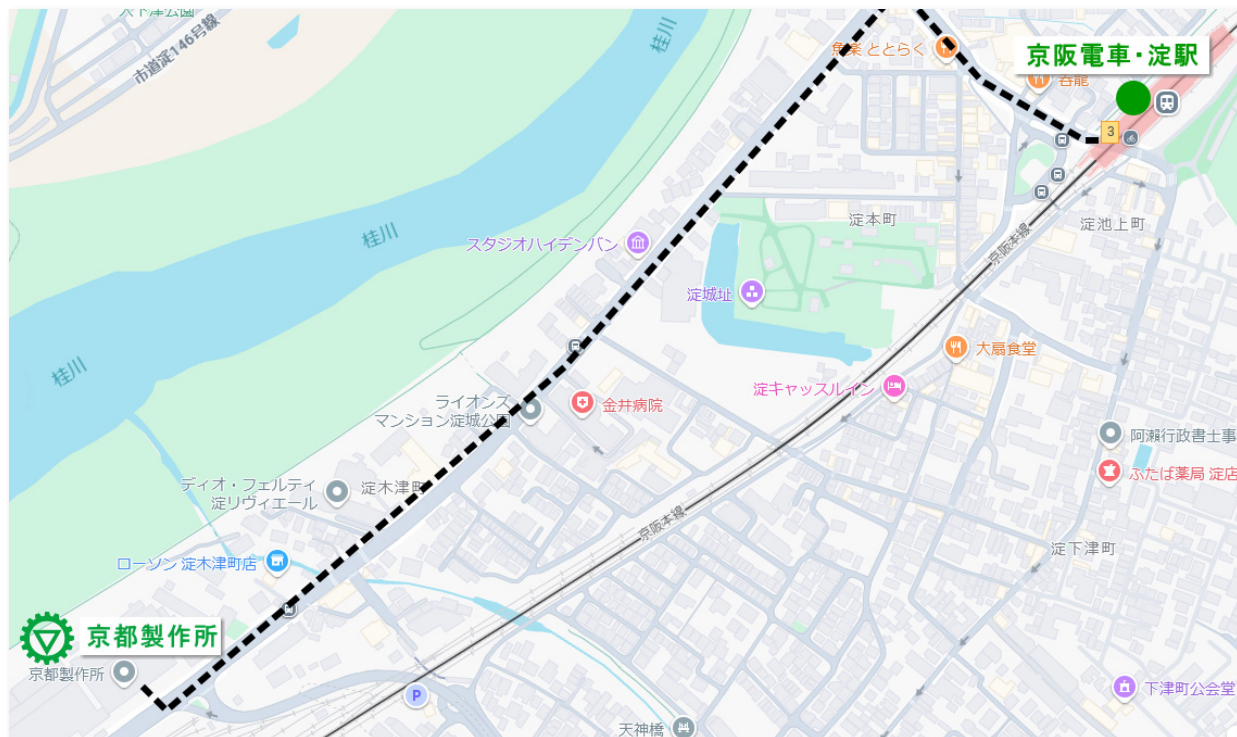 大下津公園
市道淀146号線
桂川
魚楽 ととらく
京阪電車・淀駅
呑龍
3
淀本町
淀池上町
桂川
スタジオハイデンバン
京阪本線
淀城址
大扇食堂
桂川
淀キャッスルイン
ライオンズ
マンション淀城公園
金井病院
阿瀬行政書士事
ふたば薬局 淀店
ディオ・フェルティ
淀リヴィエール
淀木津町
京阪本線
淀下津町
ローソン 淀木津町店
京都製作所
京都製作所
P
下津町公会堂
天神橋